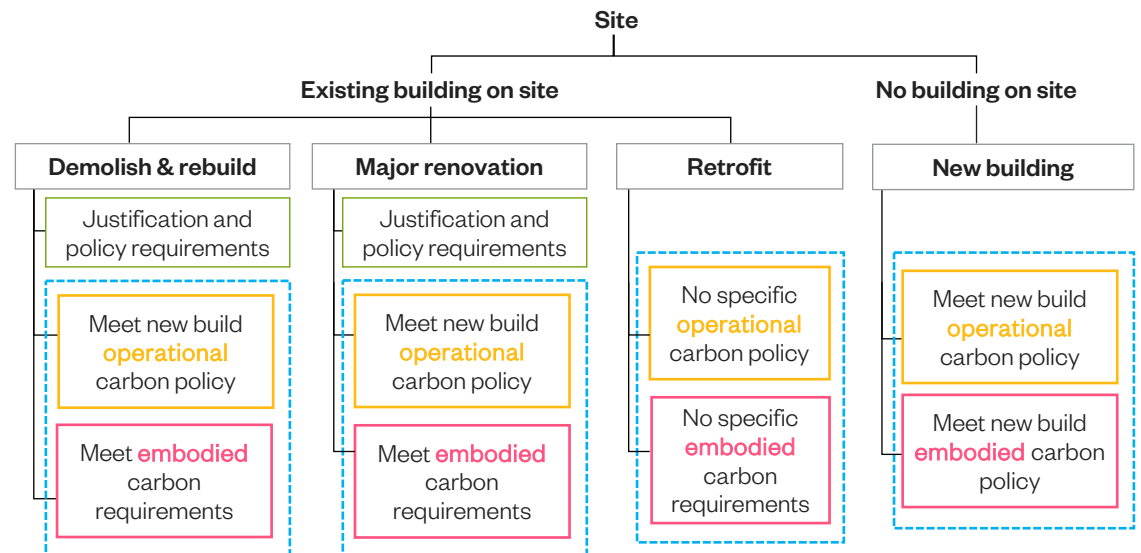 Site
Existing building on site
No building on site
Demolish & rebuild
Justification and
policy requirements
Meet new build
operational
carbon policy
Meet embodied
carbon
requirements
Major renovation
Justification and
policy requirements
Meet new build
operational
carbon policy
Meet embodied
carbon
requirements
Retrofit
No specific
operational
carbon policy
No specific
embodied
carbon
requirements
New building
Meet new build
operational
carbon policy
Meet new build
embodied carbon
policy